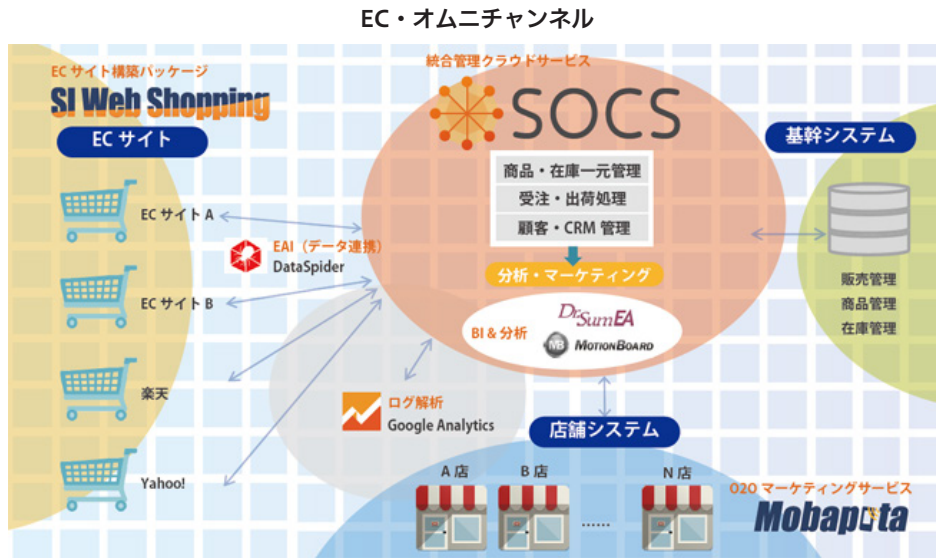 EC・オムニチャンネル
ECサイト構築パッケージ
SI Web Shopping
ECサイト
ECサイトA
ECサイトB
楽天
Yahoo!
EAI（データ連携）
DataSpider
統合管理クラウドサービス
SOCS
商品・在庫一元管理
受注・出荷処理
顧客・CRM管理
分析・マーケティング
BI&分析
Dr.SumEA
MB MOTIONBOARD
ログ解析
Google Analytics
基幹システム
販売管理
商品管理
在庫管理
店舗システム
A店
B店
......
N店
O2Oマーケティングサービス
Mobapota